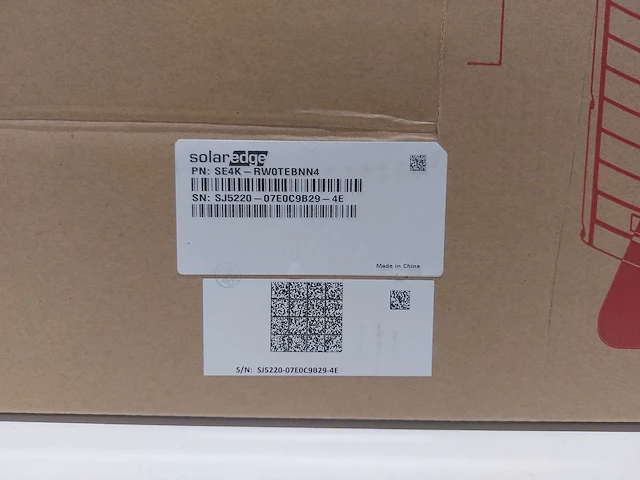 solaredge
PN: SE4K-RW0TEBNN4
SN: SJ5220-07E0C9B29-4E
Made in China
S/N: SJ5220-07E0C9B29-4E